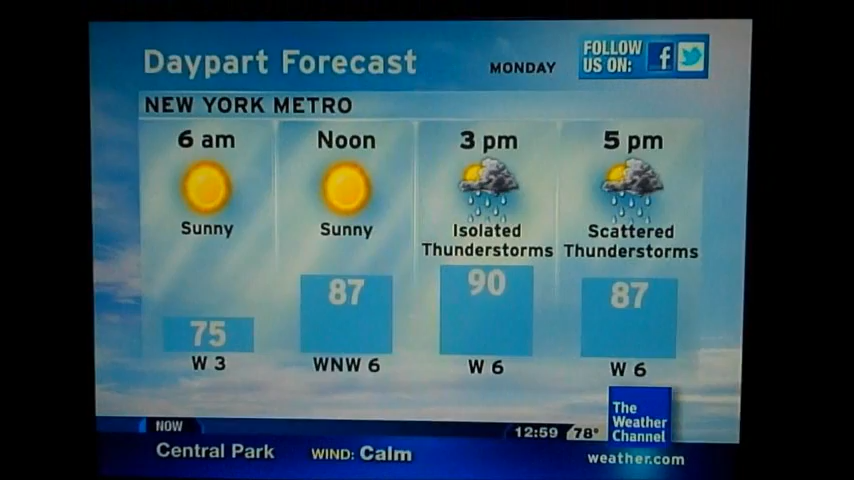 Daypart Forecast
MONDAY
FOLLOW
US ON:
f
NEW YORK METRO
6 am
Noon
3 pm
5 pm
Sunny
Sunny
Isolated
Thunderstorms
Scattered
Thunderstorms
75
87
90
87
W 3
WNW 6
W 6
W 6
NOW
12:59
78°
The
Weather
Channel
Central Park
WIND: Calm
weather.com